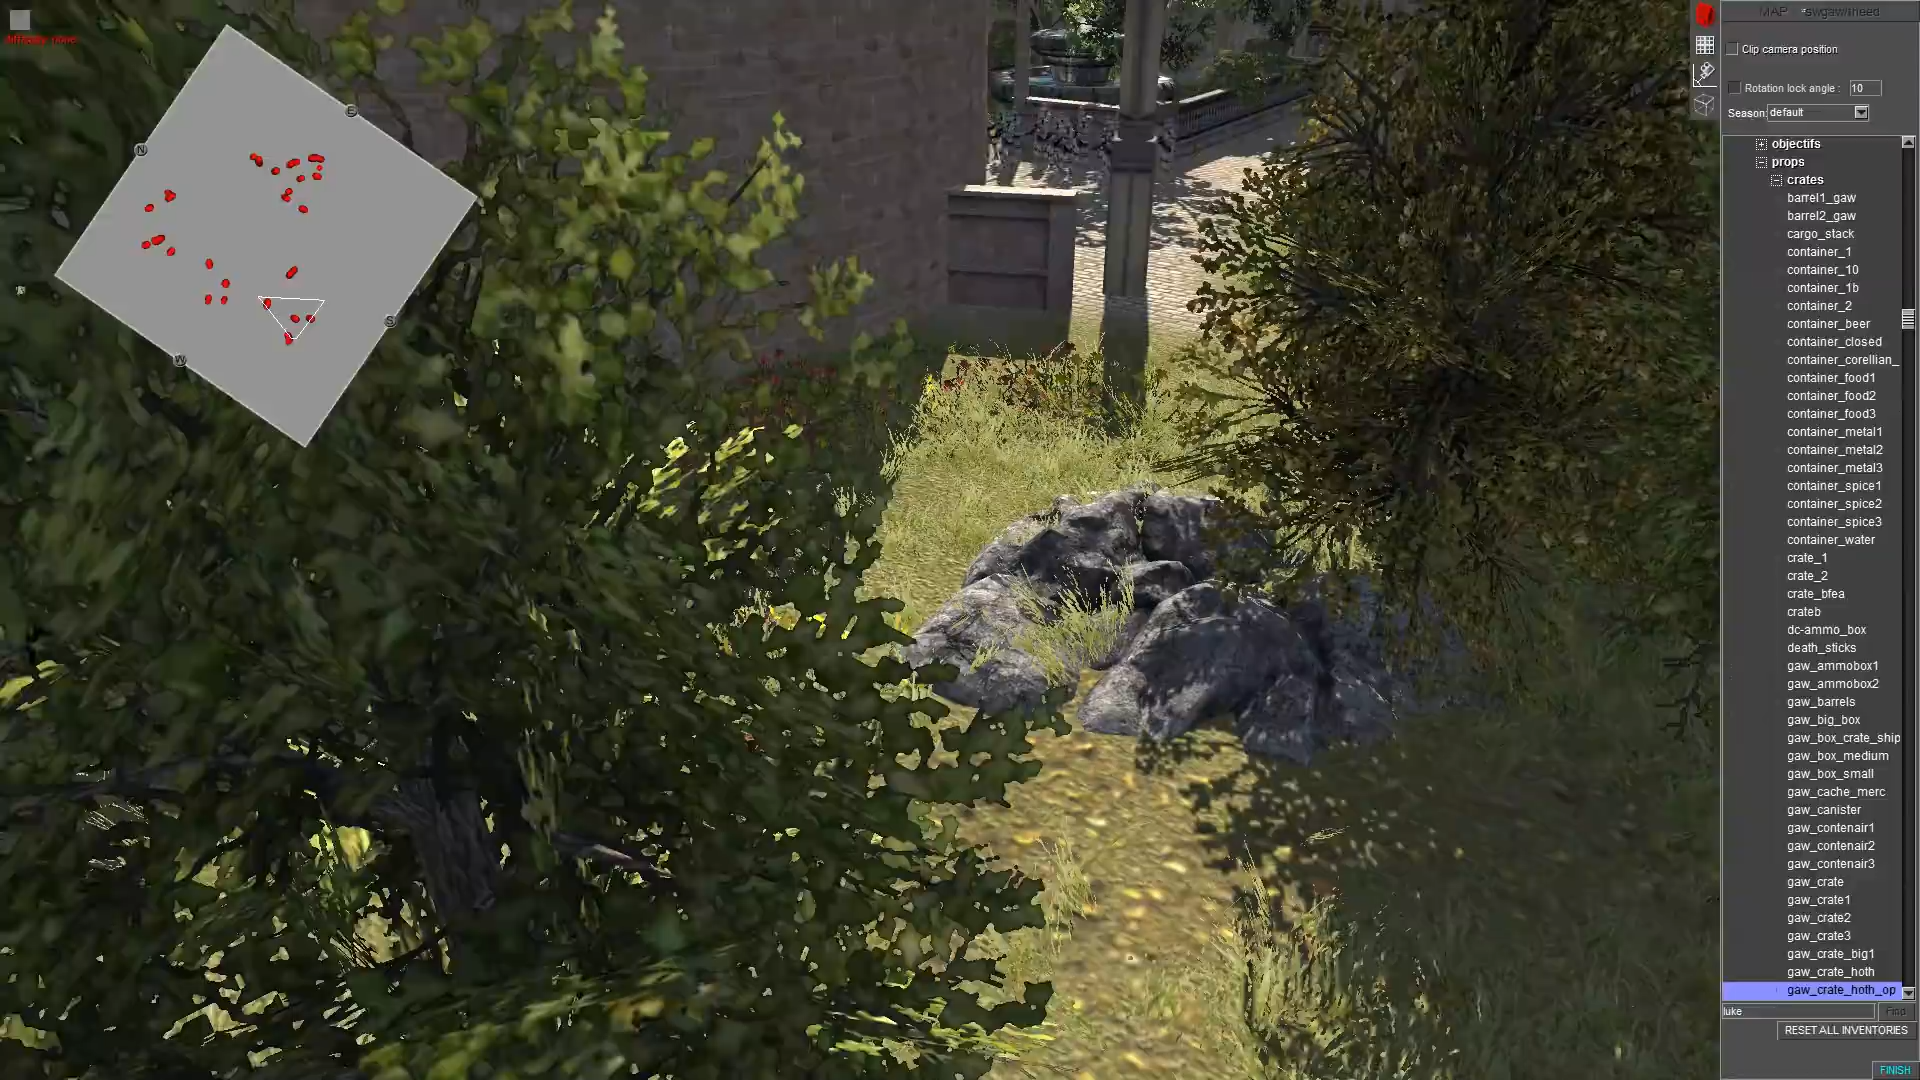 MAP
Clip camera position
Rotation lock angle : 10
Season: default
objectifs
props
crates
barrel1_gaw
barrel2_gaw
cargo_stack
container_1
container_10
container_1b
container_2
container_beer
container_closed
container_corellian_
container_food1
container_food2
container_food3
container_metal1
container_metal2
container_metal3
container_spice1
container_spice2
container_spice3
container_water
crate_1
crate_2
crate_bfea
crateb
dc-ammo_box
death_sticks
gaw_ammobox1
gaw_ammobox2
gaw_barrels
gaw_big_box
gaw_box_crate_ship
gaw_box_medium
gaw_box_small
gaw_cache_merc
gaw_canister
gaw_contenair1
gaw_contenair2
gaw_contenair3
gaw_crate
gaw_crate1
gaw_crate2
gaw_crate3
gaw_crate_big1
gaw_crate_hoth
gaw_crate_hoth_op
luke Find
RESET ALL INVENTORIES
FINISH
E
N
S
W